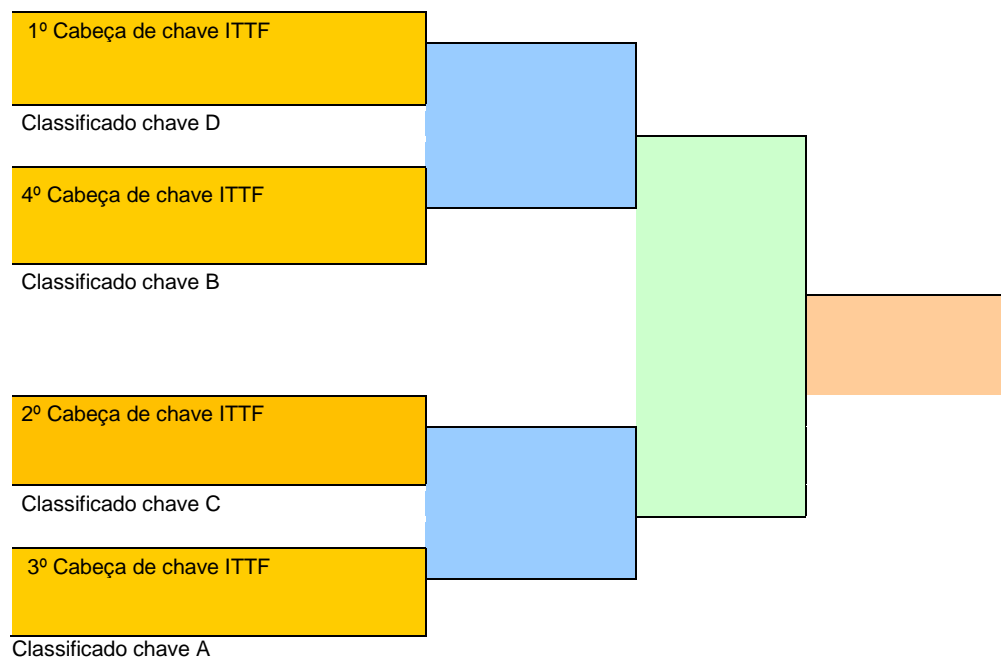 1º Cabeça de chave ITTF
Classificado chave D
4º Cabeça de chave ITTF
Classificado chave B
2º Cabeça de chave ITTF
Classificado chave C
3º Cabeça de chave ITTF
Classificado chave A